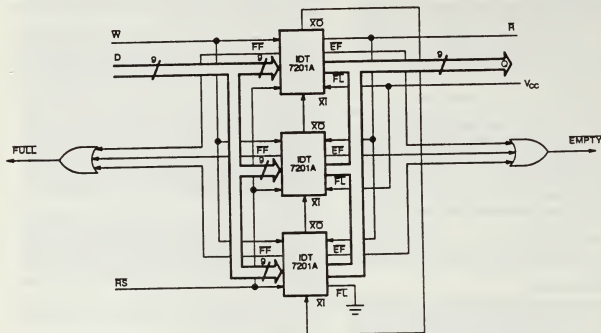 XO
W
R
FF
EF
D
9
9
IDT
7201A
9
Q
FL
VCC
XI
XO
FF
EF
FULL
9
IDT
7201A
EMPTY
FL
XI
XO
FF
EF
9
IDT
7201A
RS
FL
XI